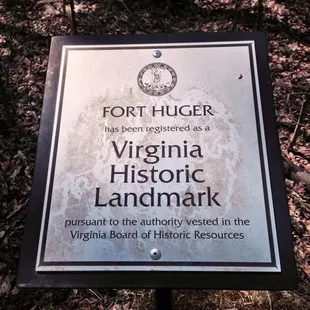 FORT HUGER
has been registered as a
Virginia
Historic
Landmark
pursuant to the authority vested in the
Virginia Board of Historic Resources